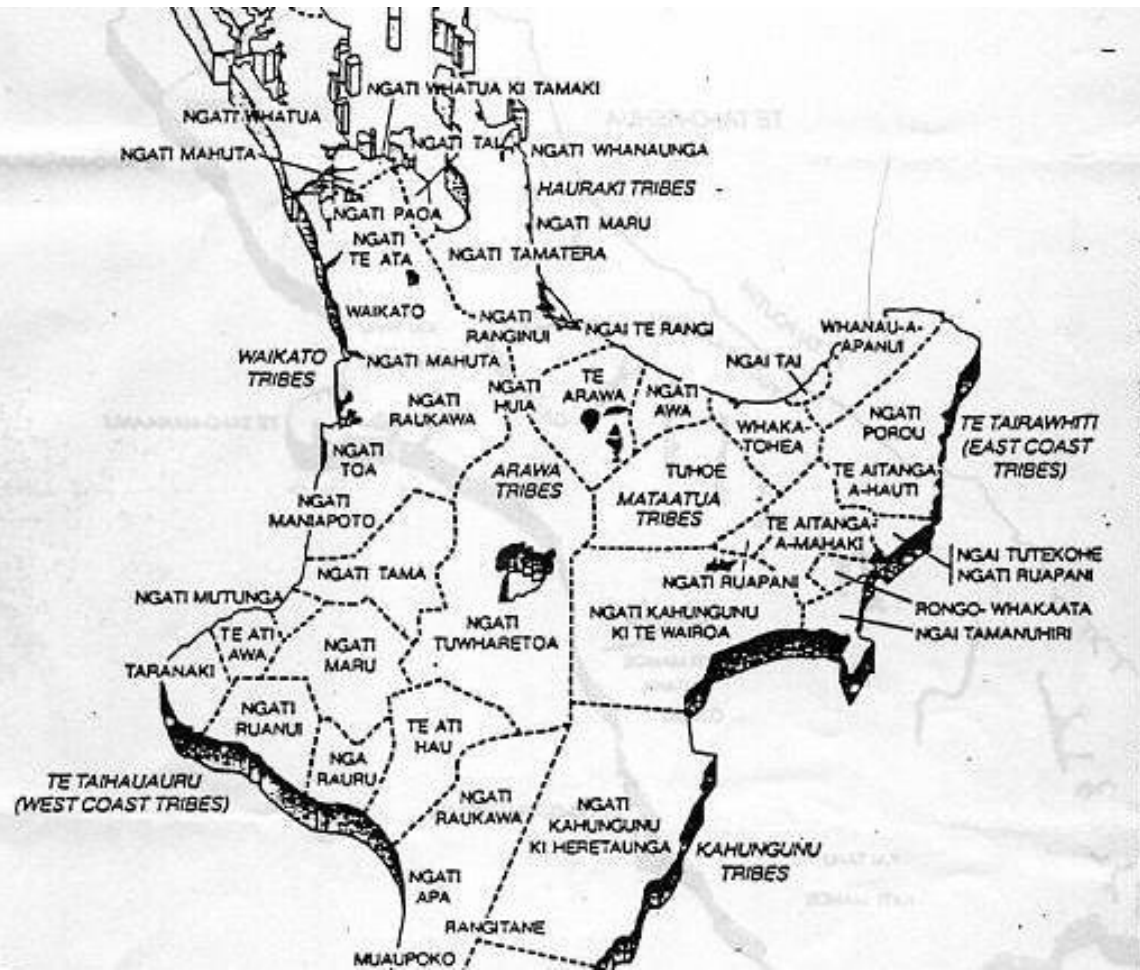 NGATI WHATUA KI TAMAKI
NGATI WHATUA
NGATI TAI
NGATI MAHUTA
NGATI WHANAUNGA
HAURAKI TRIBES
NGATI PAOA
NGATI MARU
NGATI
TE ATA
NGATI TAMATERA
WAIKATO
NGATI
RANGINUI
NGAI TE RANGI
WHANAU-A-
APANUI
WAIKATO
TRIBES
NGATI MAHUTA
NGAI TAI
NGATI
RAUKAWA
NGATI
HUIA
TE
ARAWA
NGATI
AWA
WHAKA-
TOHEA
NGATI
POROU
TE TAIRAWHITI
(EAST COAST
TRIBES)
NGATI
TOA
ARAWA
TRIBES
TUHOE
MATAATUA
TRIBES
TE AITANGA
A-HAUTI
NGATI
MANIAPOTO
TE AITANGA-
A-MAHAKI
NGAI TUTEKOHE
NGATI RUAPANI
NGATI TAMA
NGATI RUAPANI
NGATI MUTUNGA
RONGO-WHAKAATA
NGATI KAHUNGUNU
KI TE WAIROA
NGAI TAMANUHIRI
TE ATI
AWA
NGATI
MARU
NGATI
TUWHARETOA
TARANAKI
NGATI
RUANUI
TE ATI
HAU
NGA
RAURU
TE TAIHAUAURU
(WEST COAST TRIBES)
NGATI
RAUKAWA
NGATI
KAHUNGUNU
KI HERETAUNGA
KAHUNGUNU
TRIBES
NGATI
APA
RANGITANE
MUAUPOKO